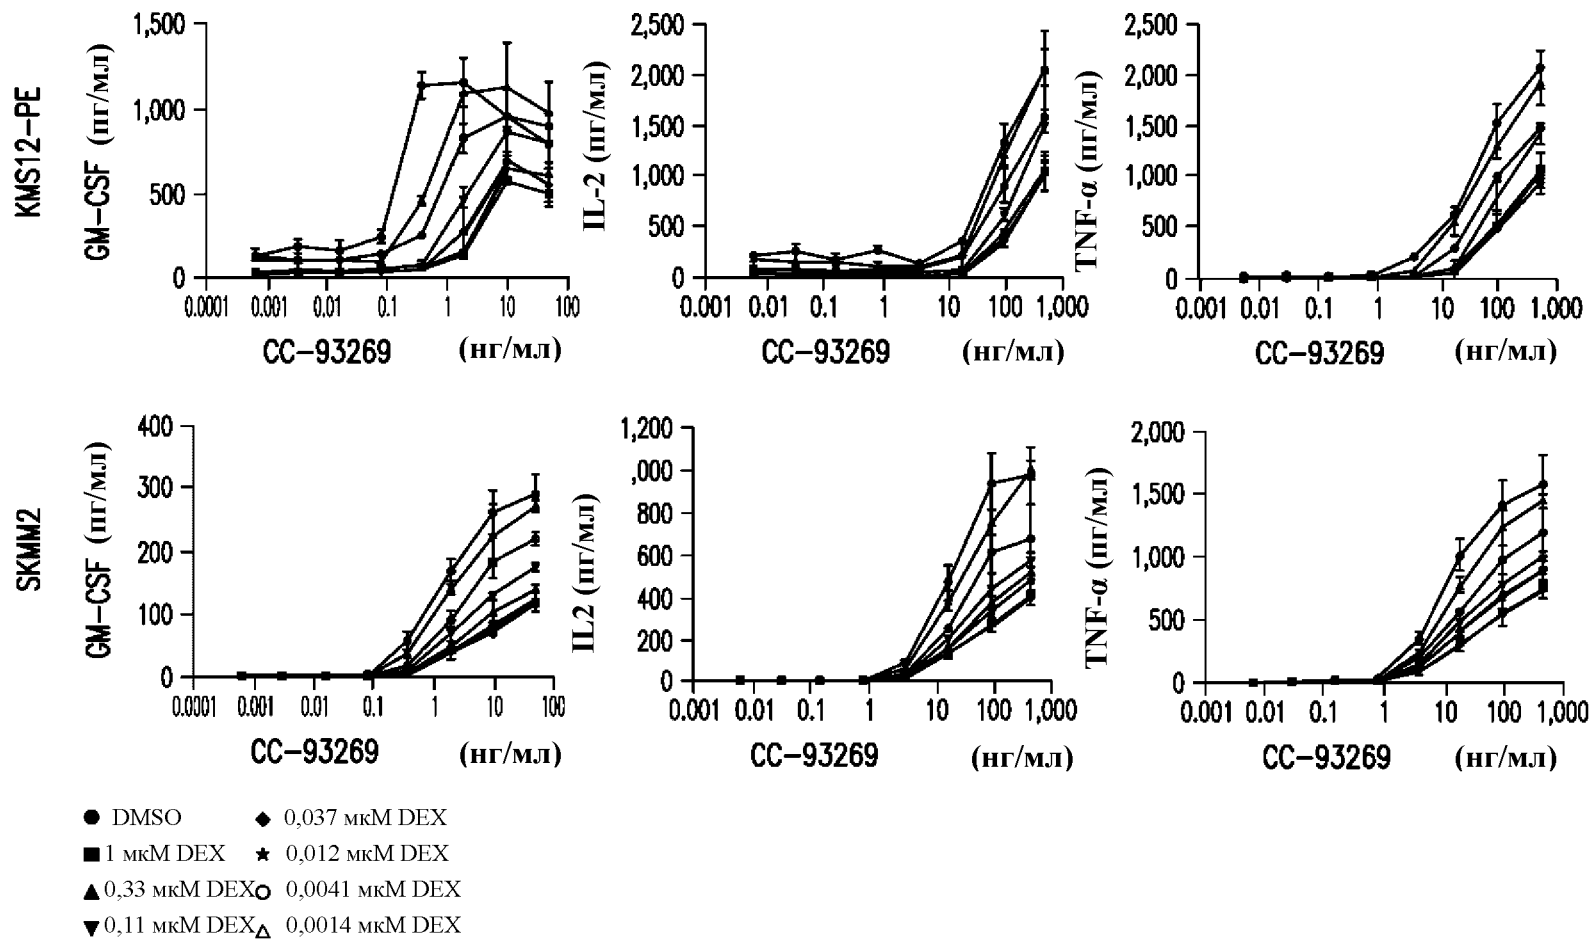 KMS12-PE
GM-CSF (пг/мл)
1,500
1,000
500
0
0.0001 0.001 0.01 0.1 1 10 100
CC-93269 (нг/мл)
IL-2 (пг/мл)
2,500
2,000
1,500
1,000
500
0
0.001 0.01 0.1 1 10 100 1,000
CC-93269 (нг/мл)
TNF-α (пг/мл)
2,500
2,000
1,500
1,000
500
0
0.001 0.01 0.1 1 10 100 1,000
CC-93269 (нг/мл)
SKMM2
GM-CSF (пг/мл)
400
300
200
100
0
0.0001 0.001 0.01 0.1 1 10 100
CC-93269 (нг/мл)
IL2 (пг/мл)
1,200
,000
800
600
400
200
0
0.001 0.01 0.1 1 10 100 1,000
CC-93269 (нг/мл)
TNF-α (пг/мл)
2,000
1,500
1,000
500
0
0.001 0.01 0.1 1 10 100 1,000
CC-93269 (нг/мл)
DMSO
1 мкМ DEX
0,33 мкМ DEX
0,11 мкМ DEX
0,037 мкМ DEX
0,012 мкМ DEX
0,0041 мкМ DEX
0,0014 мкМ DEX